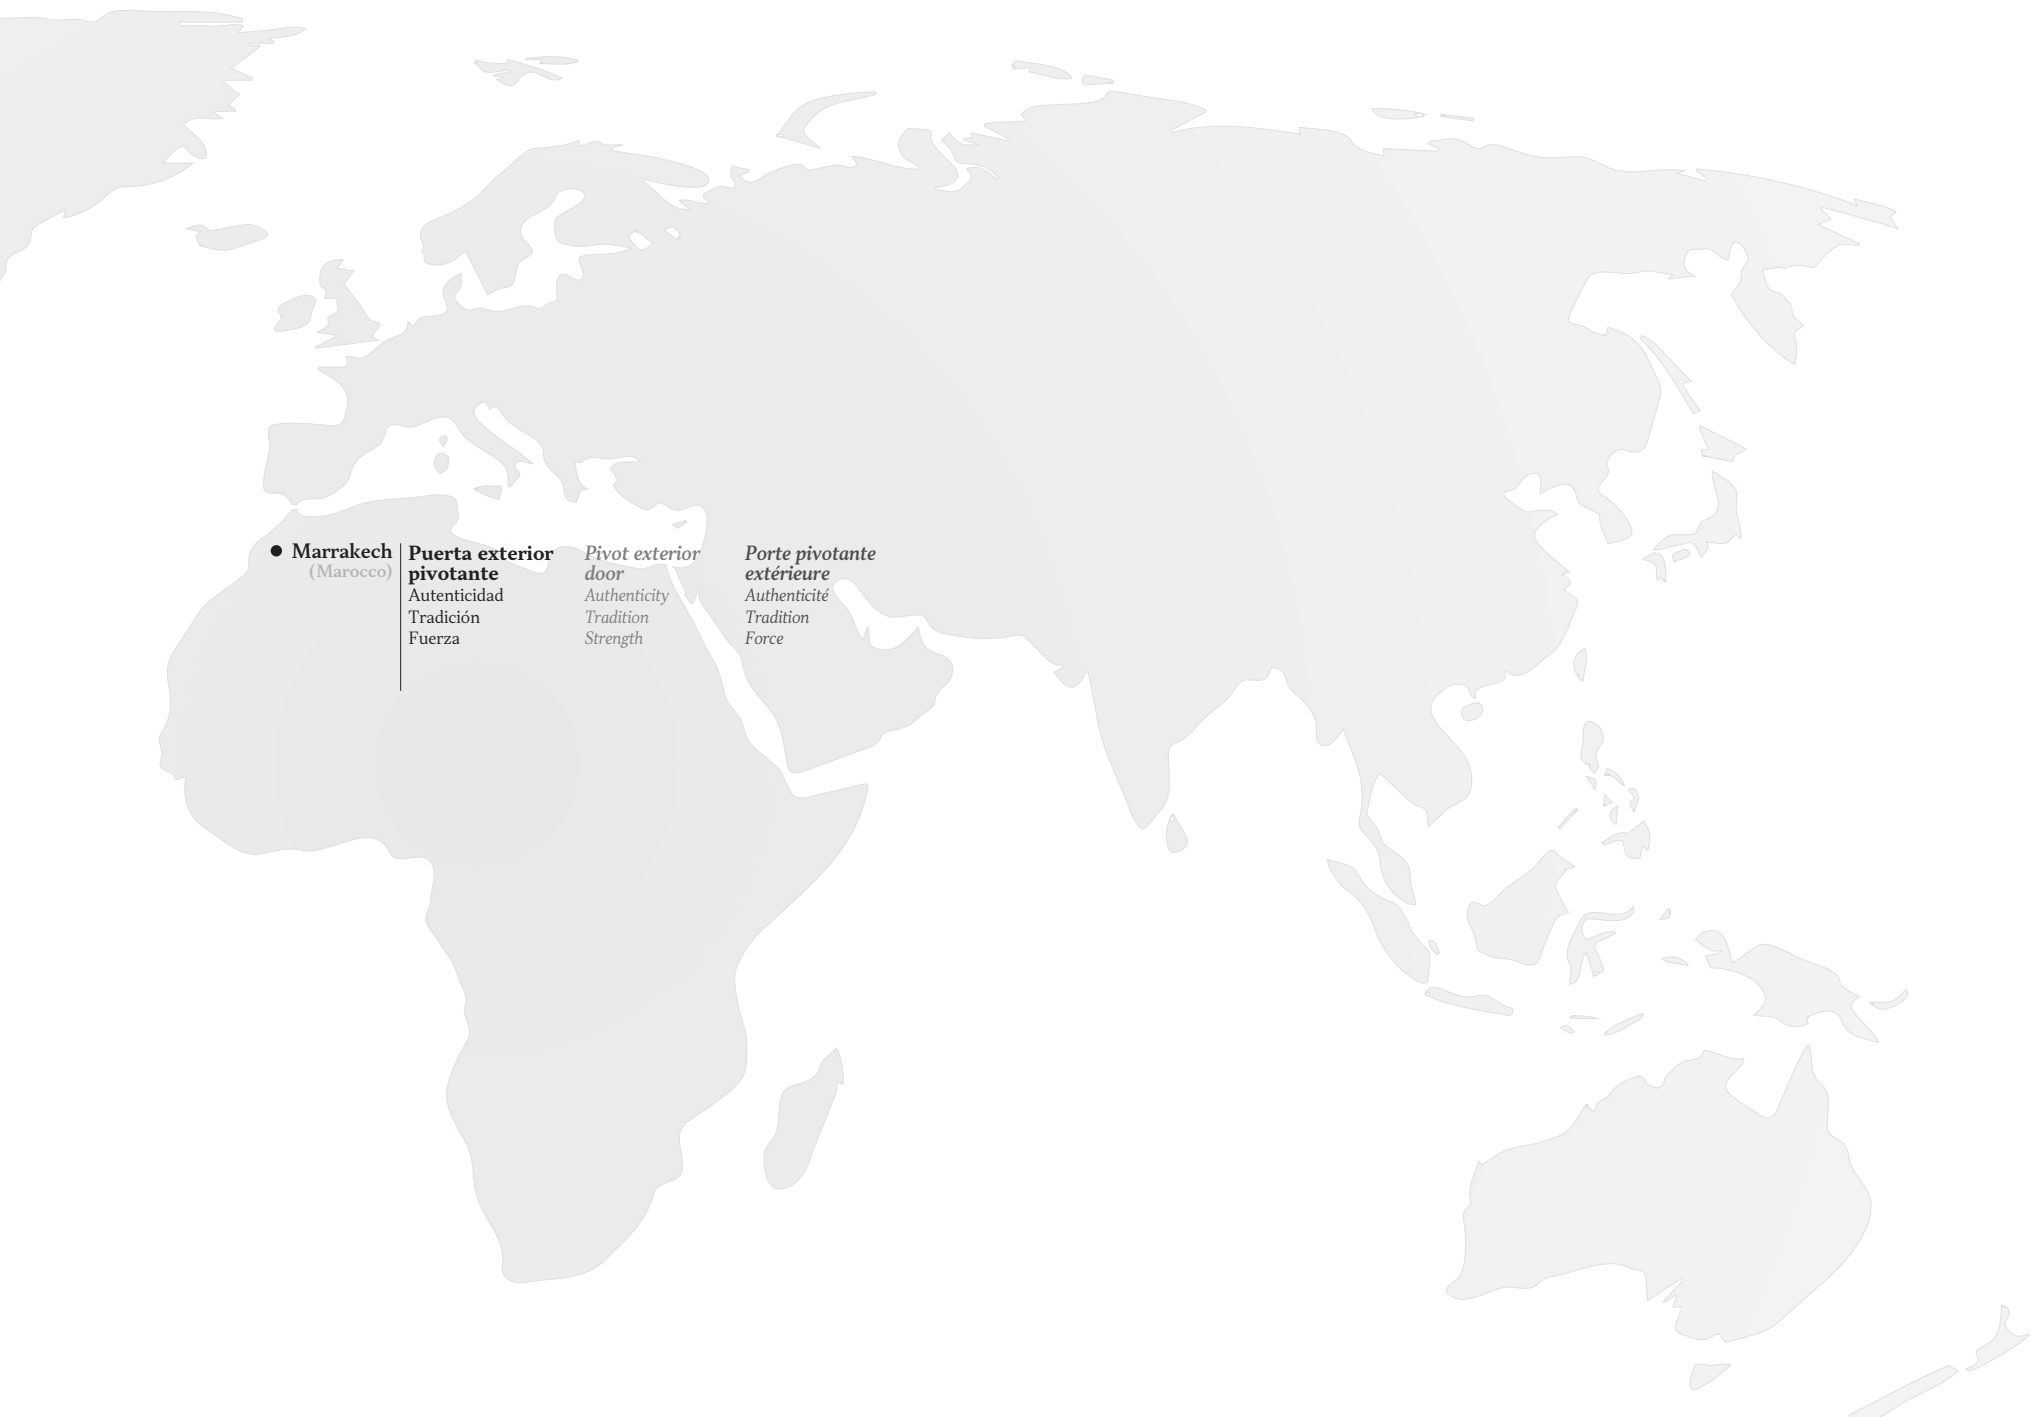 Marrakech
(Marocco)
Puerta exterior
pivotante
Autenticidad
Tradición
Fuerza
Pivot exterior
door
Authenticity
Tradition
Strength
Porte pivotante
extérieure
Authenticité
Tradition
Force